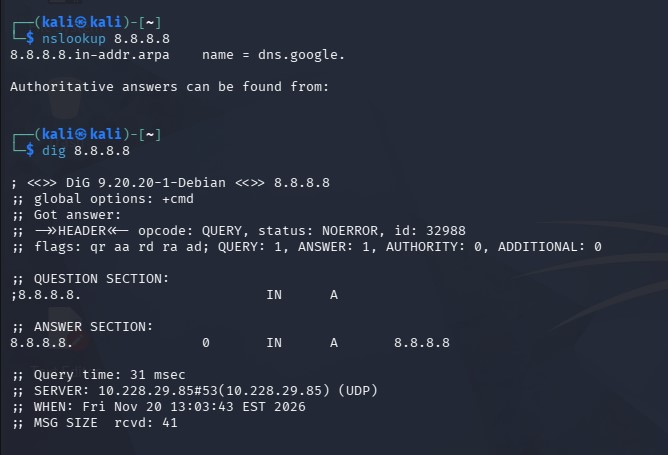 ┌──(kali㉿kali)-[~]
└─$ nslookup 8.8.8.8
8.8.8.8.in-addr.arpa    name = dns.google.

Authoritative answers can be found from:

┌──(kali㉿kali)-[~]
└─$ dig 8.8.8.8

; <<>> DiG 9.20.20-1-Debian <<>> 8.8.8.8
;; global options: +cmd
;; Got answer:
;; ->>HEADER<<- opcode: QUERY, status: NOERROR, id: 32988
;; flags: qr aa rd ra ad; QUERY: 1, ANSWER: 1, AUTHORITY: 0, ADDITIONAL: 0

;; QUESTION SECTION:
;8.8.8.8.                       IN      A

;; ANSWER SECTION:
8.8.8.8.                0       IN      A       8.8.8.8

;; Query time: 31 msec
;; SERVER: 10.228.29.85#53(10.228.29.85) (UDP)
;; WHEN: Fri Nov 20 13:03:43 EST 2026
;; MSG SIZE  rcvd: 41